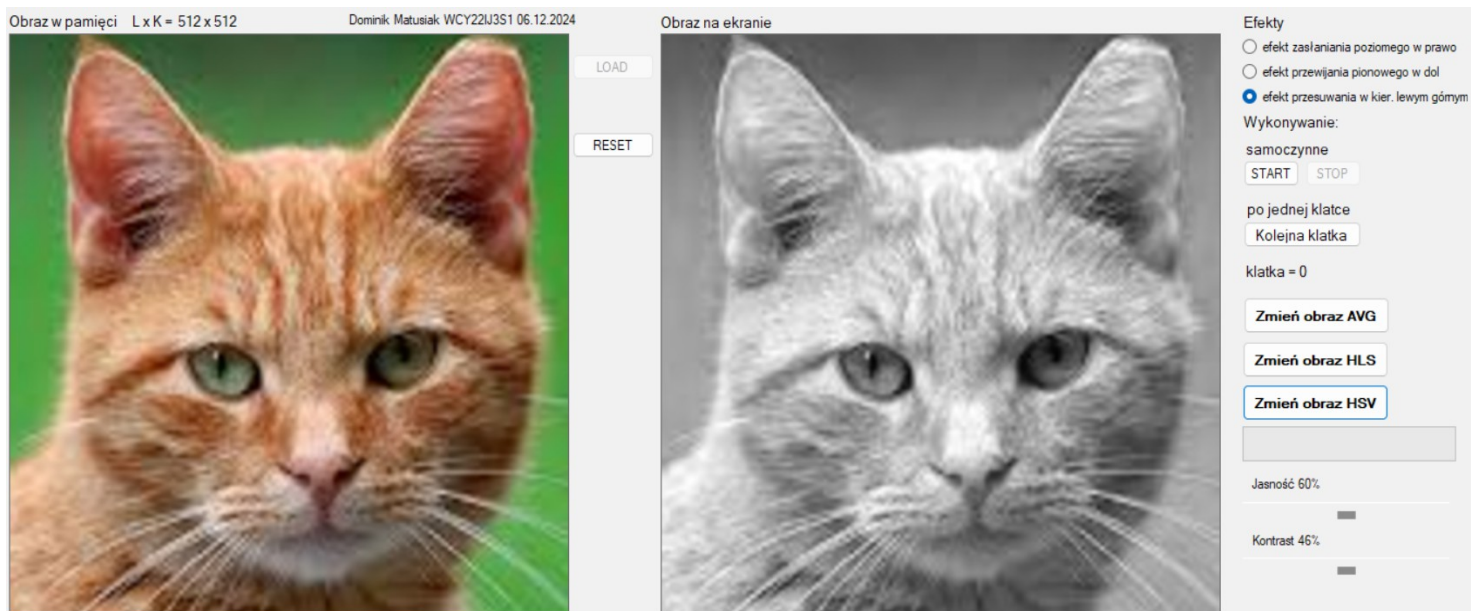 Obraz w pamięci L x K = 512 x 512
Dominik Matusiak WCY22IJ3S1 06.12.2024
LOAD
RESET
Obraz na ekranie
Efekty
efekt zasłaniania poziomego w prawo
efekt przewijania pionowego w dol
efekt przesuwania w kier. lewym górnym
Wykonywanie:
samoczynne
START STOP
po jednej klatce
Kolejna klatka
klatka = 0
Zmień obraz AVG
Zmień obraz HLS
Zmień obraz HSV
Jasność 60%
Kontrast 46%